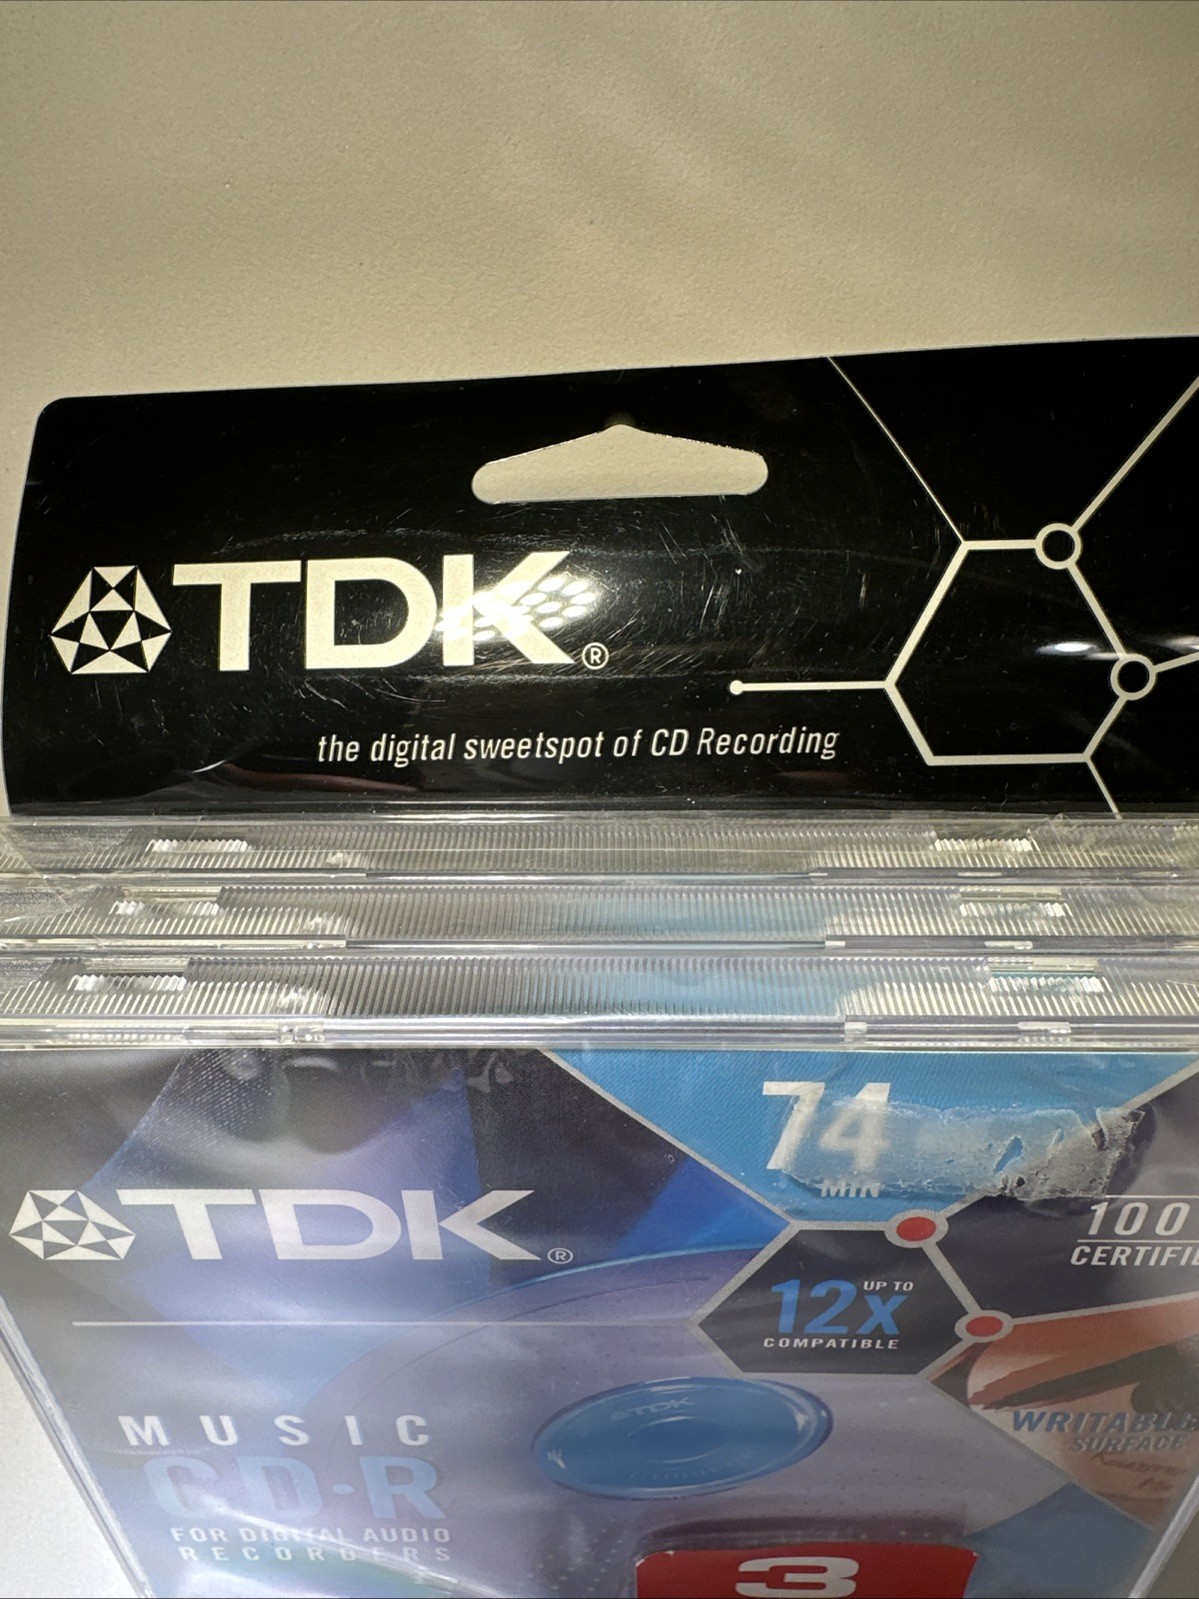 TDK®
the digital sweetspot of CD Recording
74
MIN
TDK®
100
UP TO
12x
COMPATIBLE
MUSIC
CD-R
FOR DIGITAL AUDIO
RECORDERS
TDK
WRITABLE
SURFACE
3